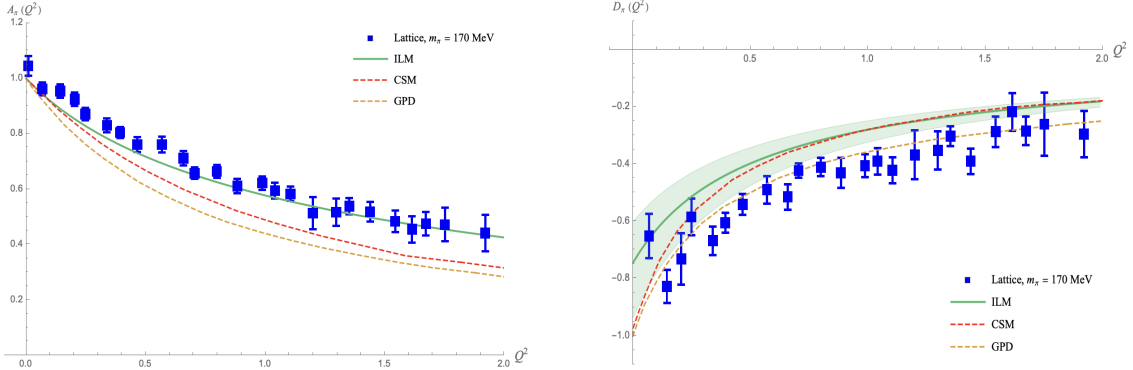 A_π (Q²)
1.2
1.0
0.8
0.6
0.4
0.2
0.0
0.5
1.0
1.5
2.0
Q²
Lattice, m_π = 170 MeV
ILM
CSM
GPD
D_π (Q²)
0.5
1.0
1.5
2.0
Q²
−0.2
−0.4
−0.6
−0.8
−1.0
Lattice, m_π = 170 MeV
ILM
CSM
GPD